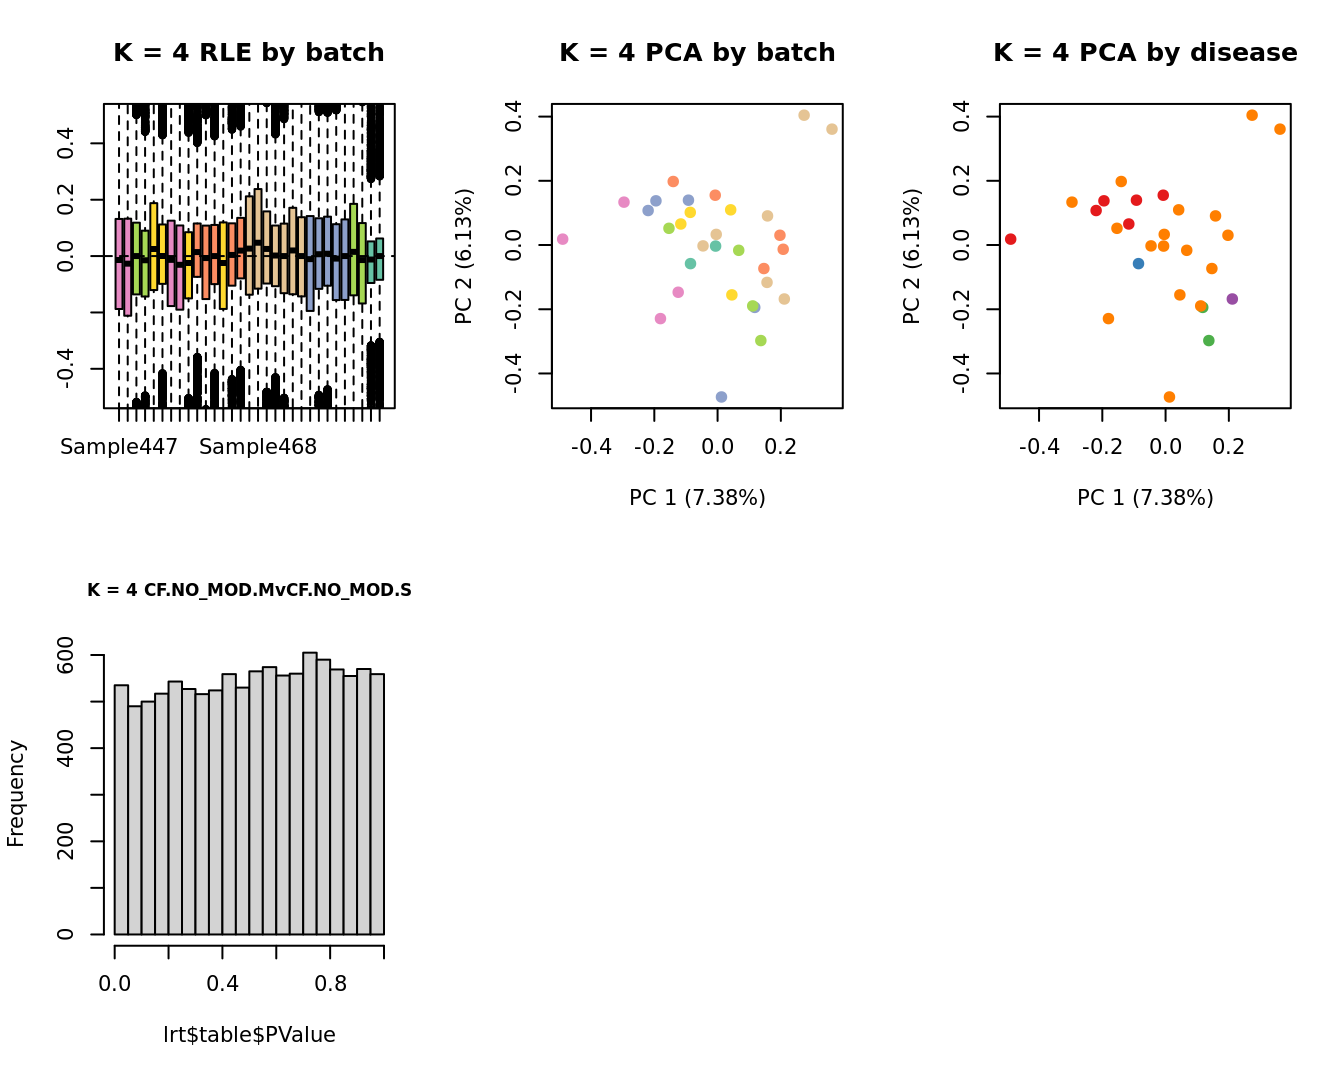 K = 4 RLE by batch
0.4
0.2
0.0
-0.4
Sample447 Sample468
K = 4 PCA by batch
PC 2 (6.13%)
0.4
0.2
0.0
-0.2
-0.4
-0.4 -0.2 0.0 0.2
PC 1 (7.38%)
K = 4 PCA by disease
PC 2 (6.13%)
0.4
0.2
0.0
-0.2
-0.4
-0.4 -0.2 0.0 0.2
PC 1 (7.38%)
K = 4 CF.NO_MOD.MvCF.NO_MOD.S
Frequency
600
400
200
0
0.0 0.4 0.8
lrt$table$PValue